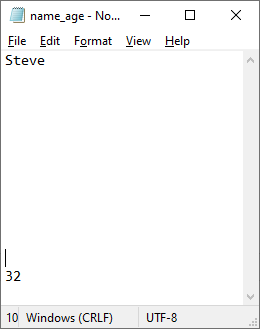 name_age - No...
File Edit Format View Help
Steve
32
10 Windows (CRLF) UTF-8